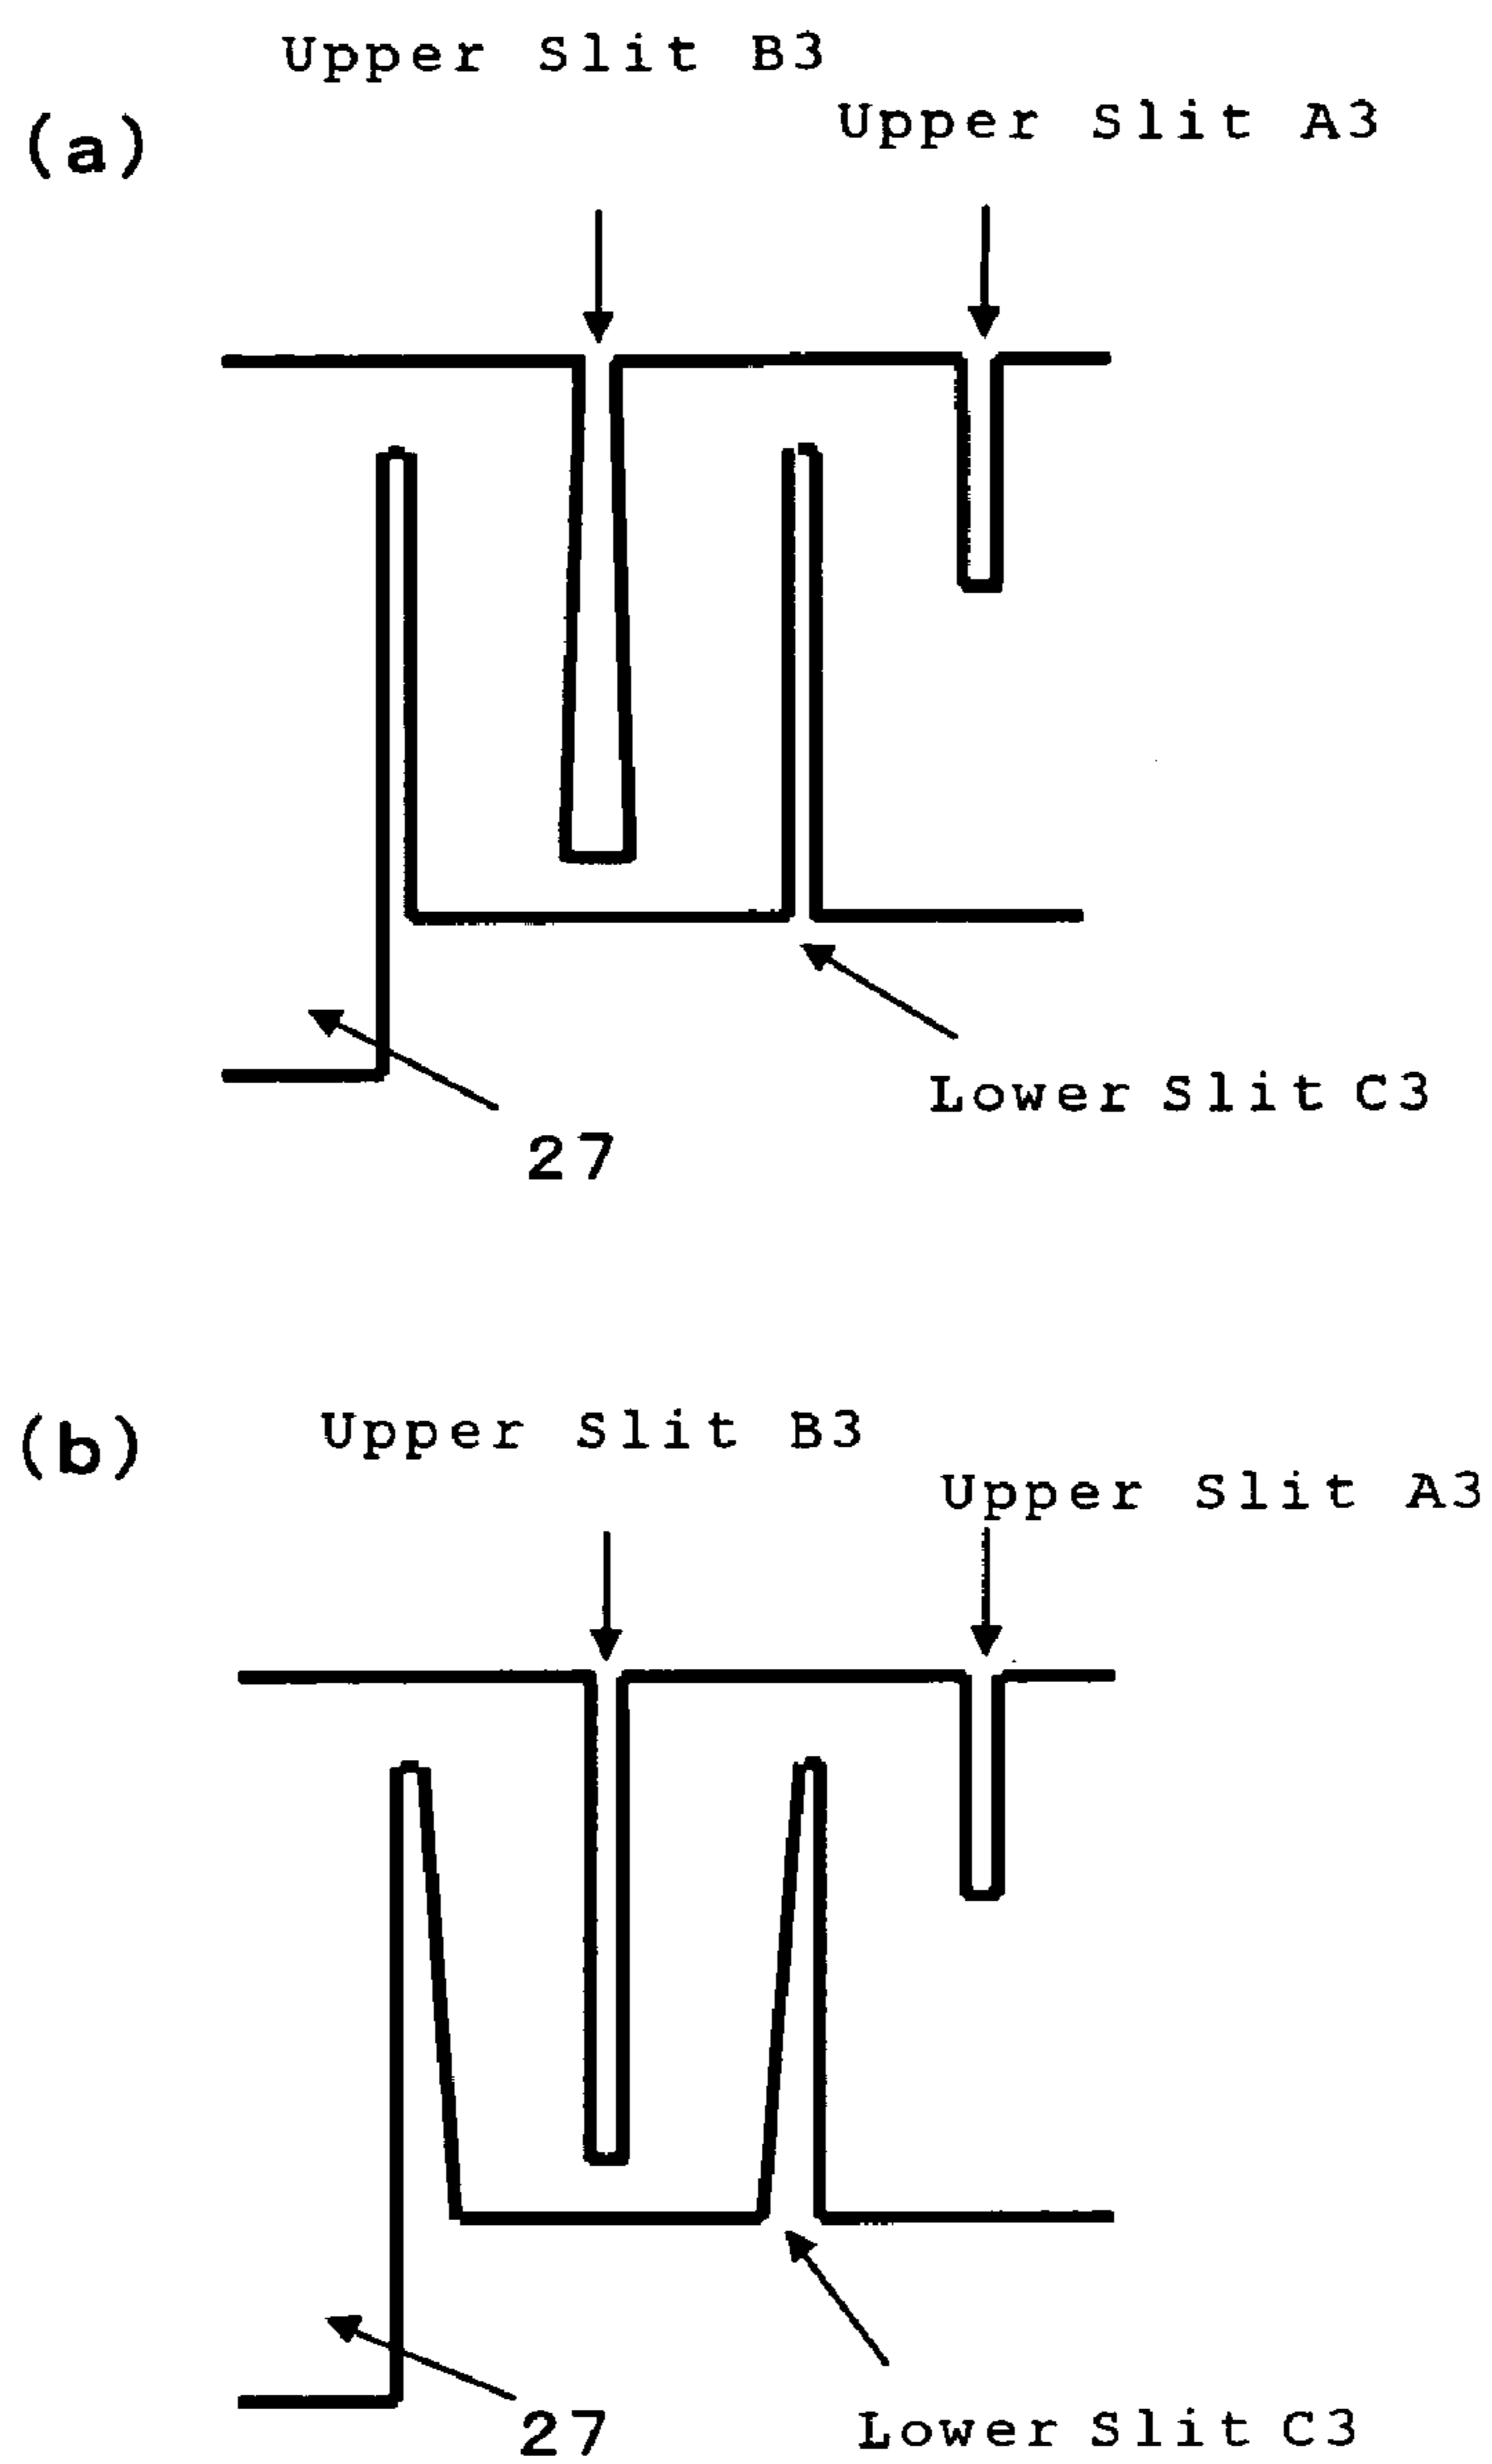 Upper Slit B3
(a)
Upper Slit A3
Lower Slit C3
27
(b)
Upper Slit B3
Upper Slit A3
27
Lower Slit C3